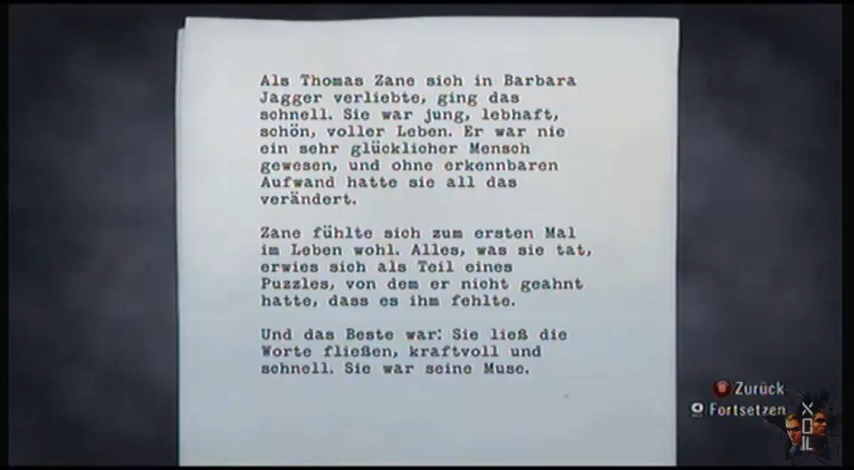 Als Thomas Zane sich in Barbara
Jagger verliebte, ging das
schnell. Sie war jung, lebhaft,
schön, voller Leben. Er war nie
ein sehr glücklicher Mensch
gewesen, und ohne erkennbaren
Aufwand hatte sie all das
verändert.
Zane fühlte sich zum ersten Mal
im Leben wohl. Alles, was sie tat,
erwies sich als Teil eines
Puzzles, von dem er nicht geahnt
hatte, dass es ihm fehlte.
Und das Beste war: Sie ließ die
Worte fließen, kraftvoll und
schnell. Sie war seine Muse.
B Zurück
Fortsetzen